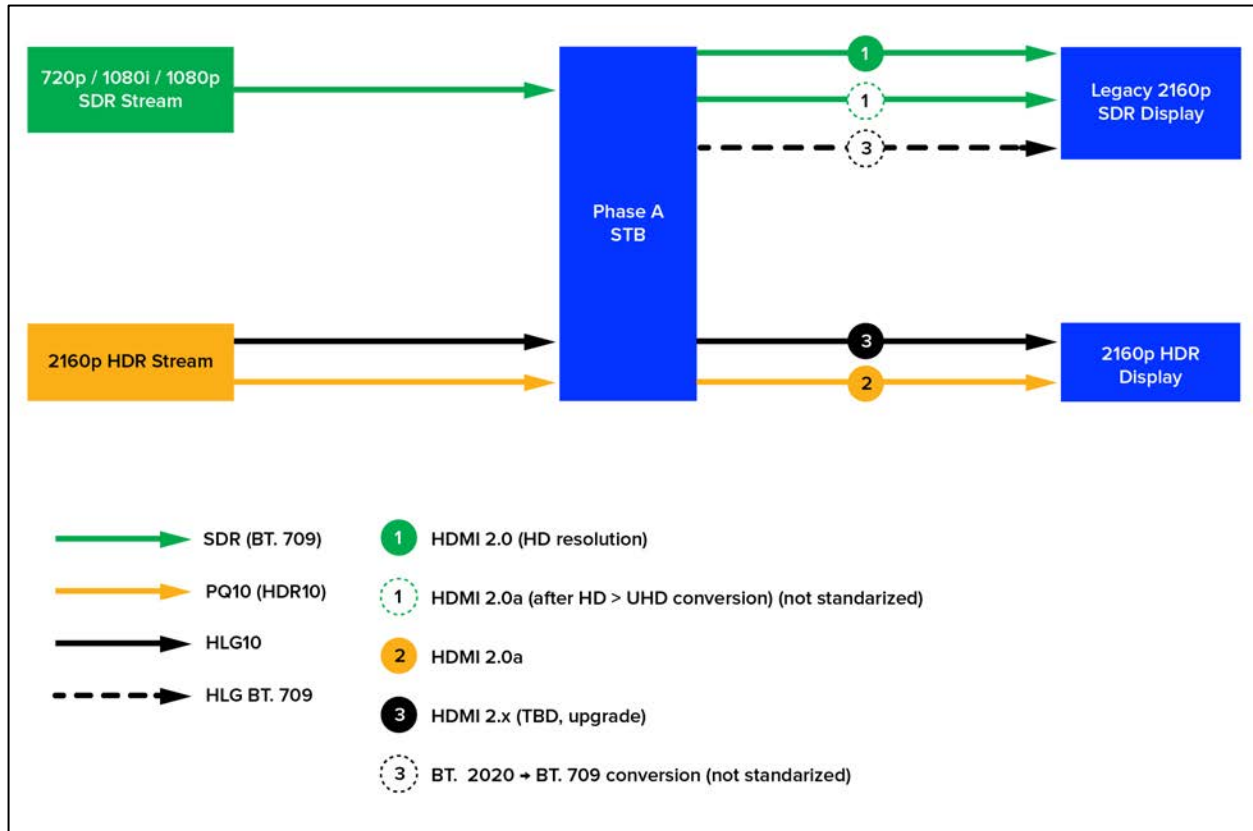 720p / 1080i / 1080p
SDR Stream
1
1
3
Legacy 2160p
SDR Display
Phase A
STB
2160p HDR Stream
3
2
2160p HDR
Display
SDR (BT. 709)
PQ10 (HDR10)
HLG10
HLG BT. 709
1 HDMI 2.0 (HD resolution)
1 HDMI 2.0a (after HD > UHD conversion) (not standarized)
2 HDMI 2.0a
3 HDMI 2.x (TBD, upgrade)
3 BT. 2020 → BT. 709 conversion (not standarized)